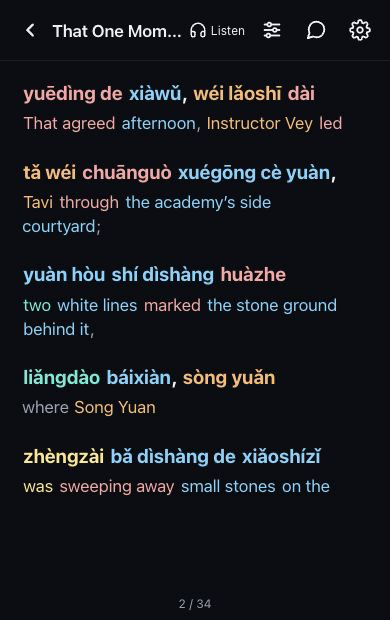 That One Mom... Listen
yuēdìng de xiàwǔ, wéi lǎoshī dài
That agreed afternoon, Instructor Vey led
tǎ wéi chuānguò xuégōng cè yuàn,
Tavi through the academy’s side
courtyard;
yuàn hòu shí dìshàng huàzhe
two white lines marked the stone ground
behind it,
liǎngdào báixiàn, sòng yuǎn
where Song Yuan
zhèngzài bǎ dìshàng de xiǎoshízǐ
was sweeping away small stones on the
2 / 34